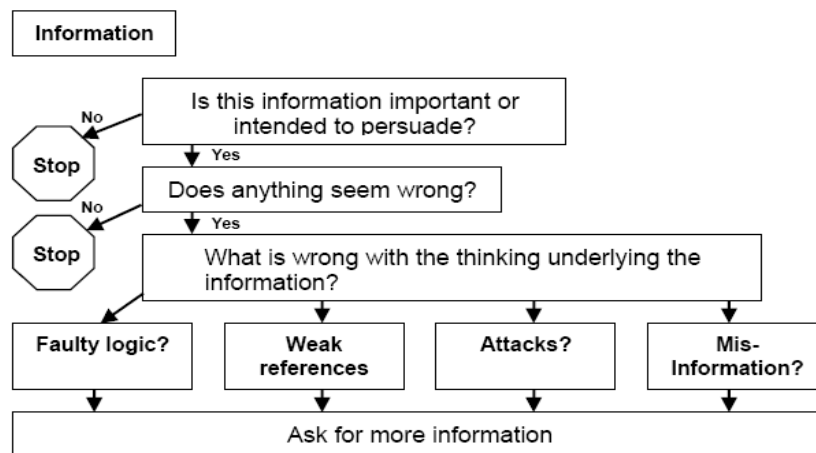 Information
Is this information important or
intended to persuade?
No
Stop
Yes
Does anything seem wrong?
No
Stop
Yes
What is wrong with the thinking underlying the
information?
Faulty logic?
Weak
references
Attacks?
Mis-
Information?
Ask for more information